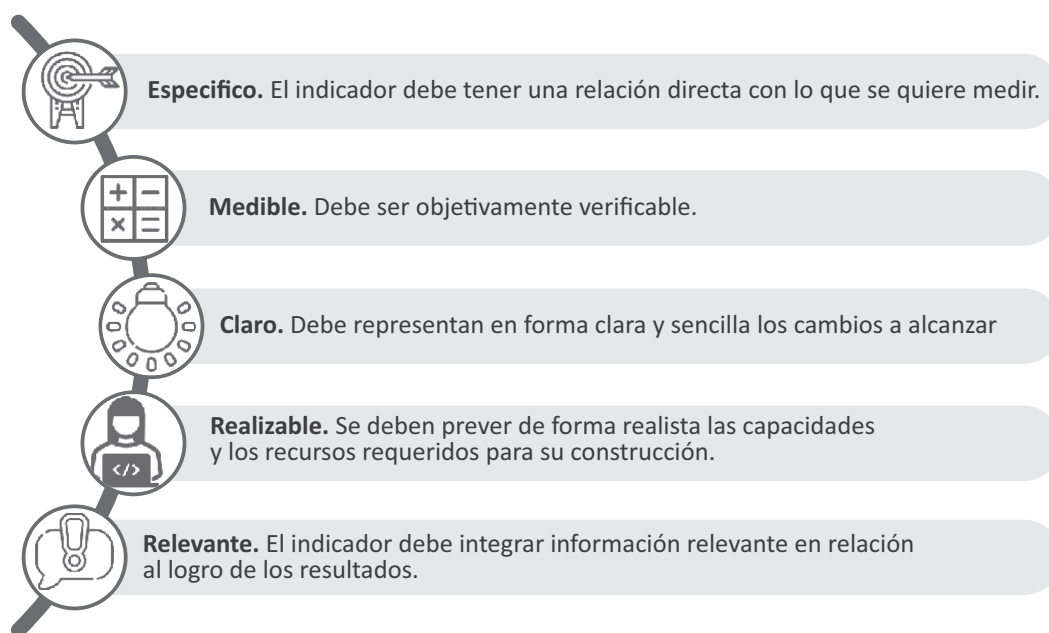 Especifico. El indicador debe tener una relación directa con lo que se quiere medir.
Medible. Debe ser objetivamente verificable.
Claro. Debe representan en forma clara y sencilla los cambios a alcanzar
Realizable. Se deben prever de forma realista las capacidades
y los recursos requeridos para su construcción.
Relevante. El indicador debe integrar información relevante en relación
al logro de los resultados.